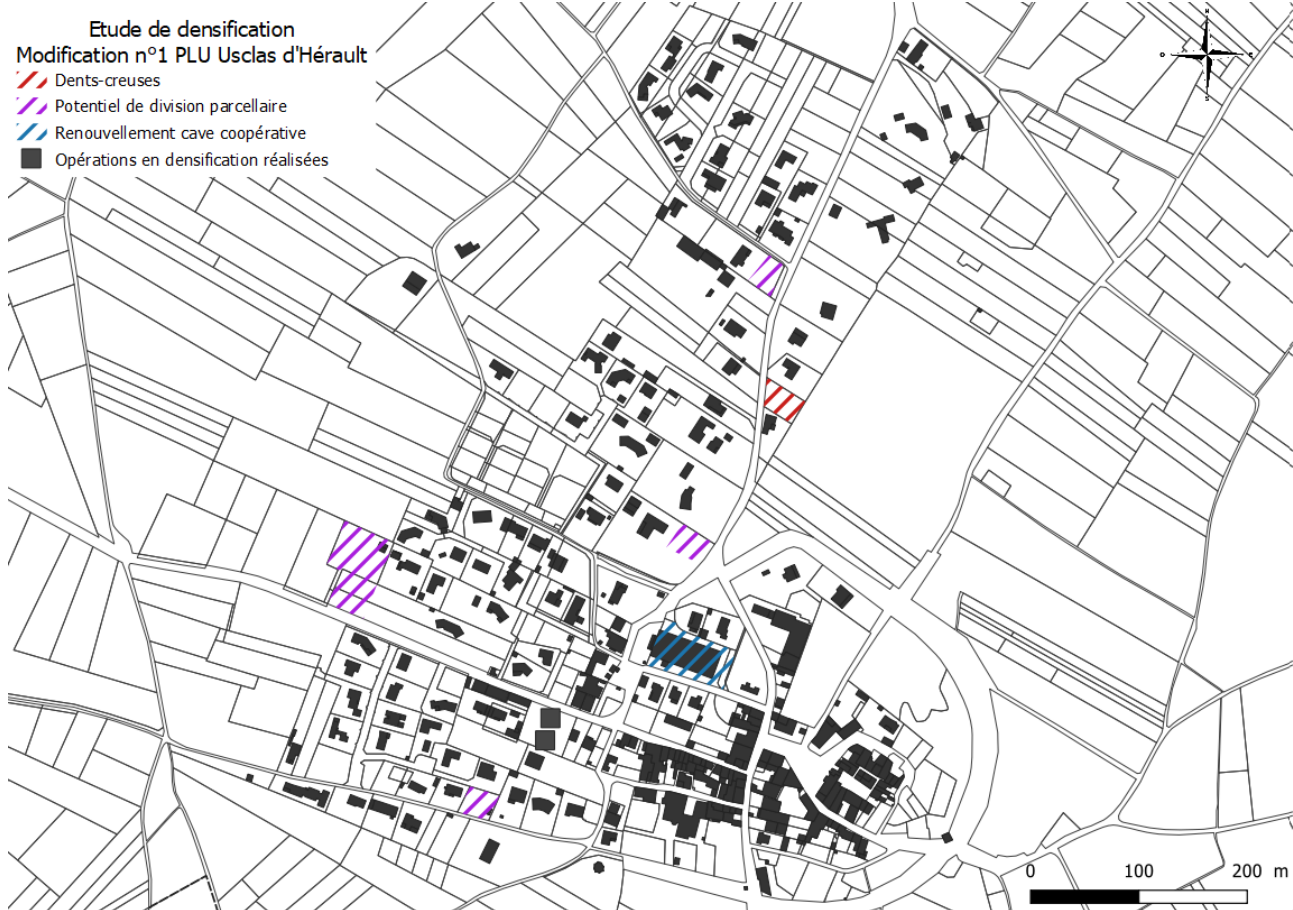 Etude de densification
Modification n°1 PLU Usclas d'Hérault
Dents-creuses
Potentiel de division parcellaire
Renouvellement cave coopérative
Opérations en densification réalisées
N
O
E
S
0 100 200 m